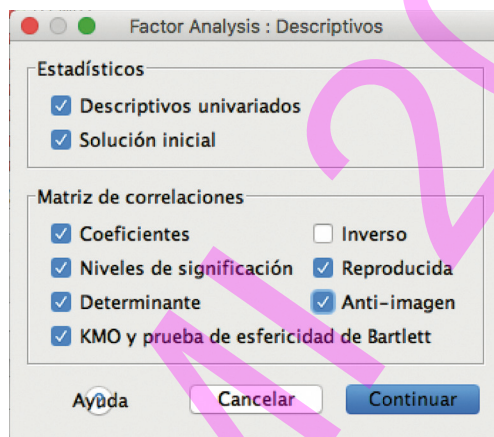 Factor Analysis : Descriptivos
Estadísticos
Descriptivos univariados
Solución inicial
Matriz de correlaciones
Coeficientes
Inverso
Niveles de significación
Reproducida
Determinante
Anti-imagen
KMO y prueba de esfericidad de Bartlett
Ayuda
Cancelar
Continuar